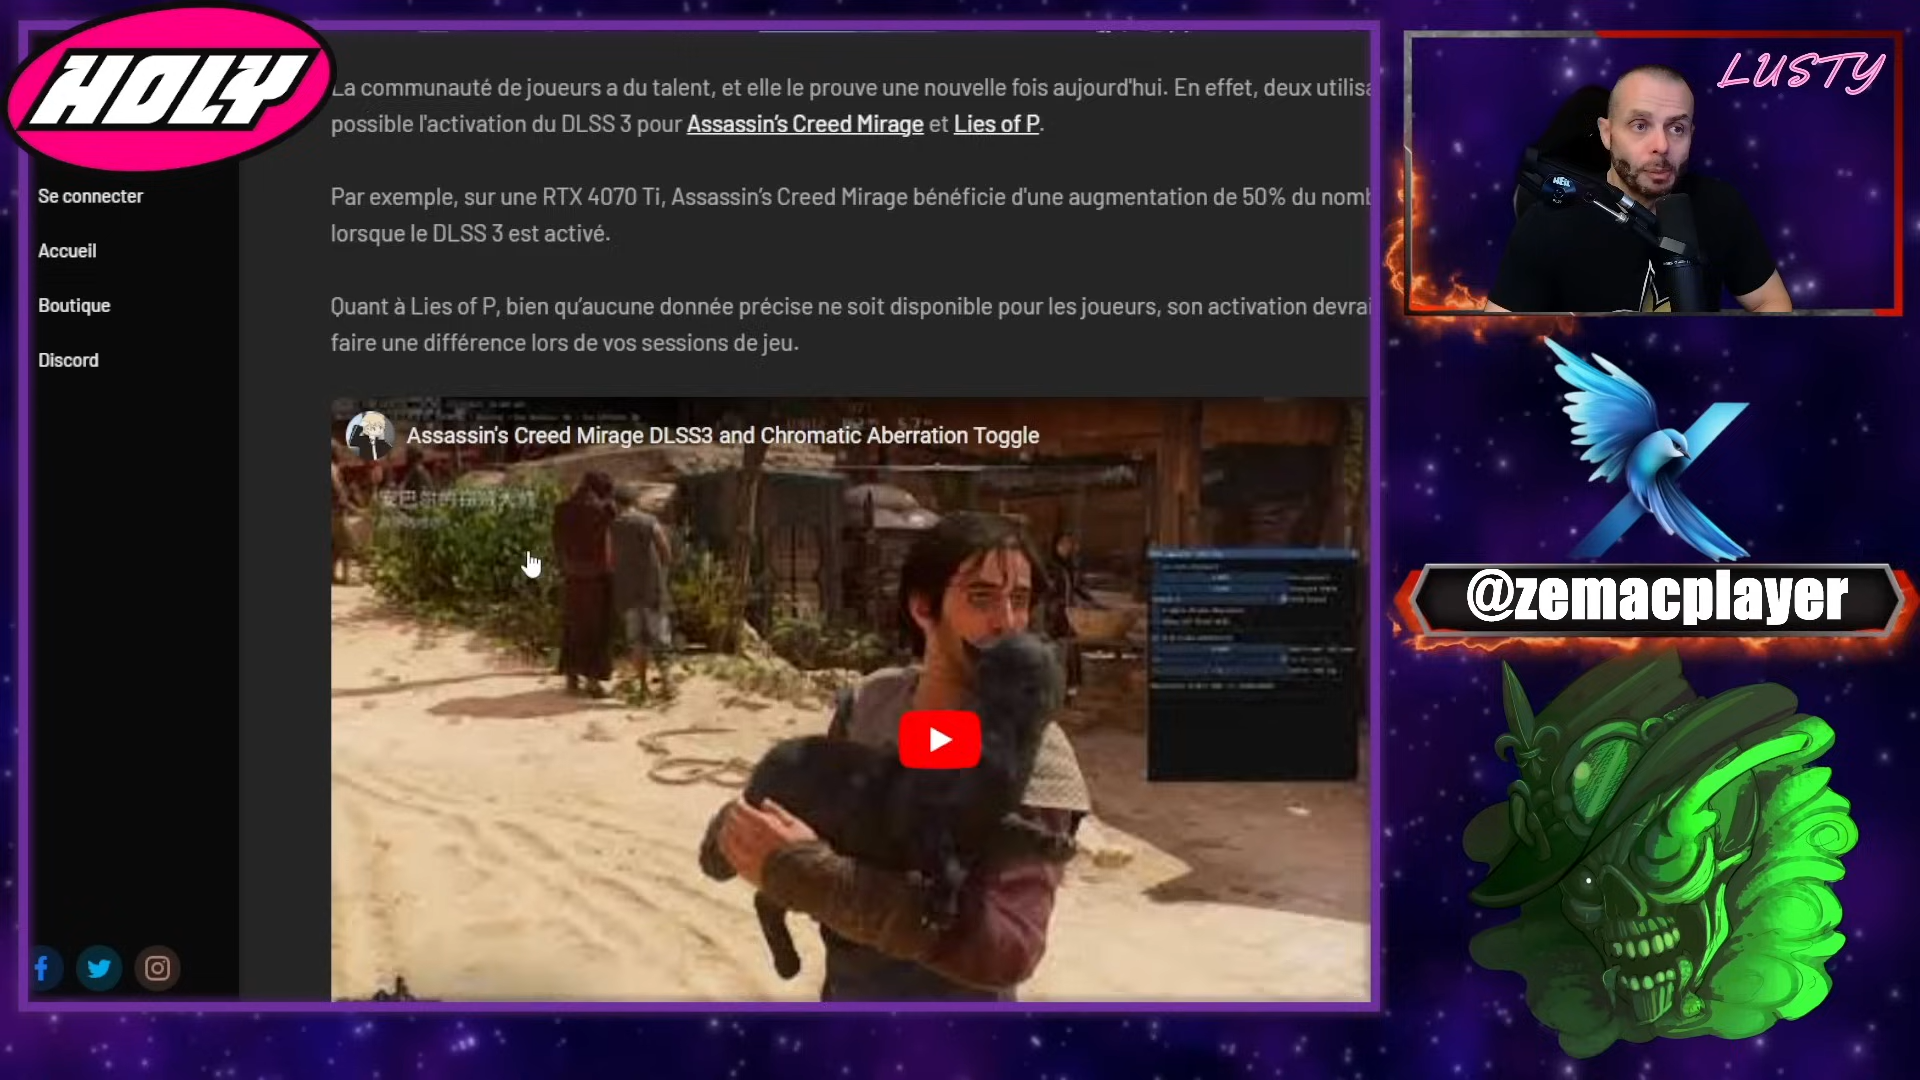 HOLY
La communauté de joueurs a du talent, et elle le prouve une nouvelle fois aujourd'hui. En effet, deux utilisa
possible l'activation du DLSS 3 pour Assassin’s Creed Mirage et Lies of P.
Par exemple, sur une RTX 4070 Ti, Assassin’s Creed Mirage bénéficie d'une augmentation de 50% du nomb
lorsque le DLSS 3 est activé.
Quant à Lies of P, bien qu’aucune donnée précise ne soit disponible pour les joueurs, son activation devrai
faire une différence lors de vos sessions de jeu.
Se connecter
Accueil
Boutique
Discord
Assassin's Creed Mirage DLSS3 and Chromatic Aberration Toggle
LUSTY
@zemacplayer